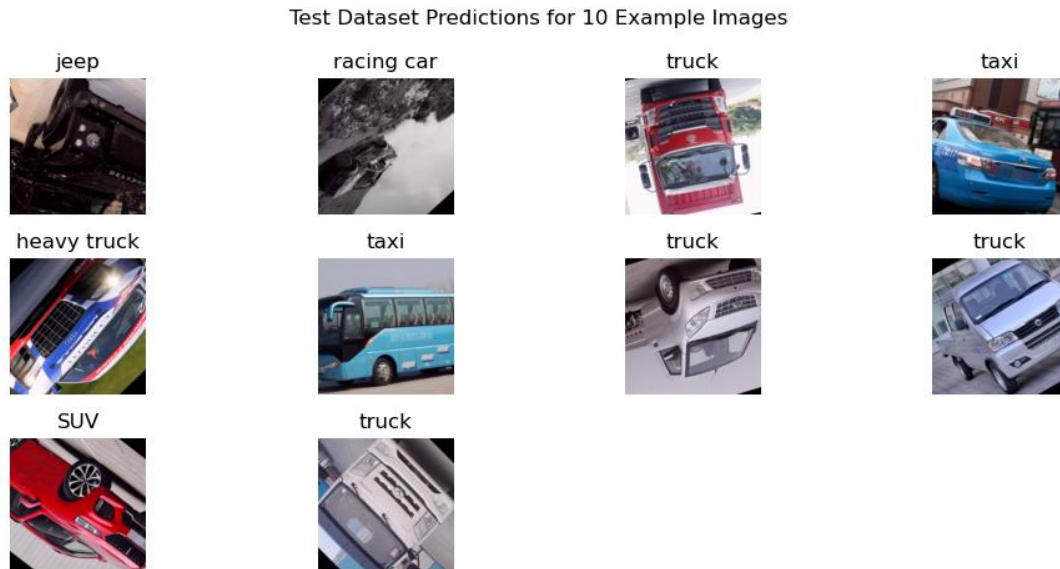 Test Dataset Predictions for 10 Example Images
jeep
racing car
truck
taxi
heavy truck
taxi
truck
truck
SUV
truck